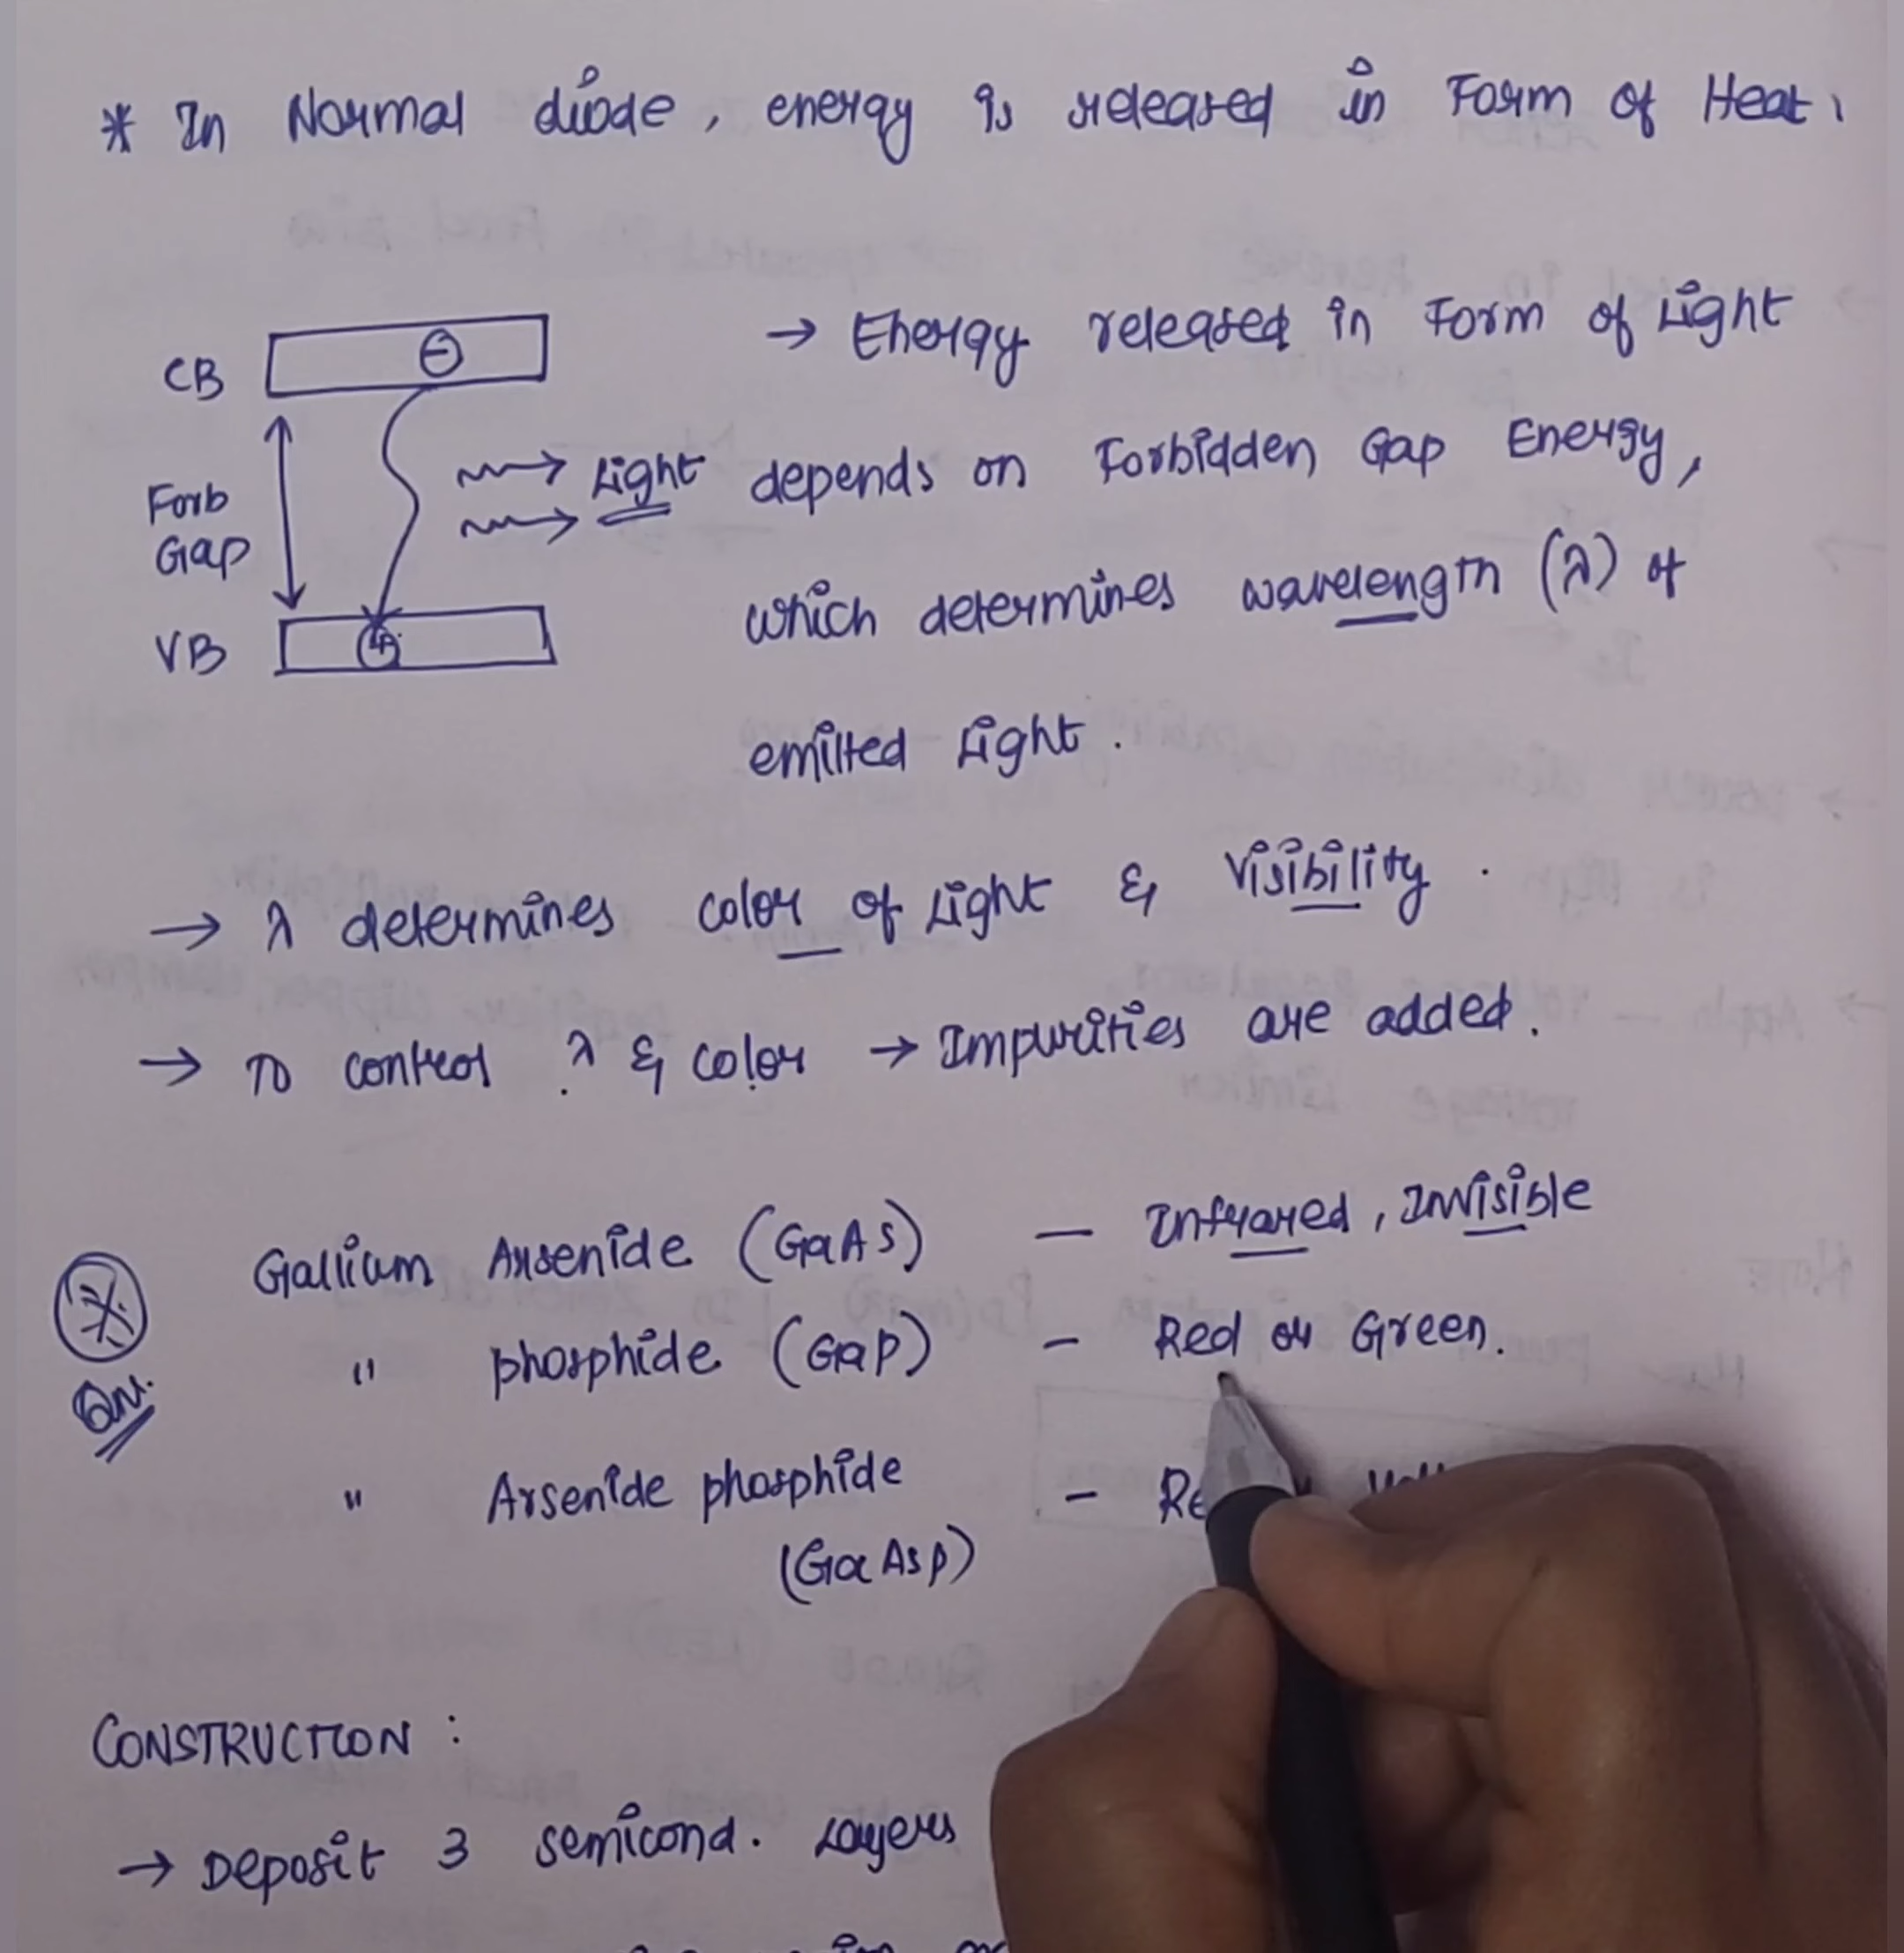 * In Normal diode, energy is released in Form of Heat.
CB
→ Energy released in Form of Light
Forb
Gap
Light
depends on Forbidden Gap Energy,
VB
which determines wavelength (λ) of
emitted Light.
→ λ determines color of Light & Visibility.
→ To control λ & color → Impurities are added.
Gallium Arsenide (GaAs) — Infrared, Invisible
" phosphide (GaP) - Red or Green.
Qn.
" Arsenide phosphide -
(GaAsP)
CONSTRUCTION :
→ Deposit 3 semicond. Layers